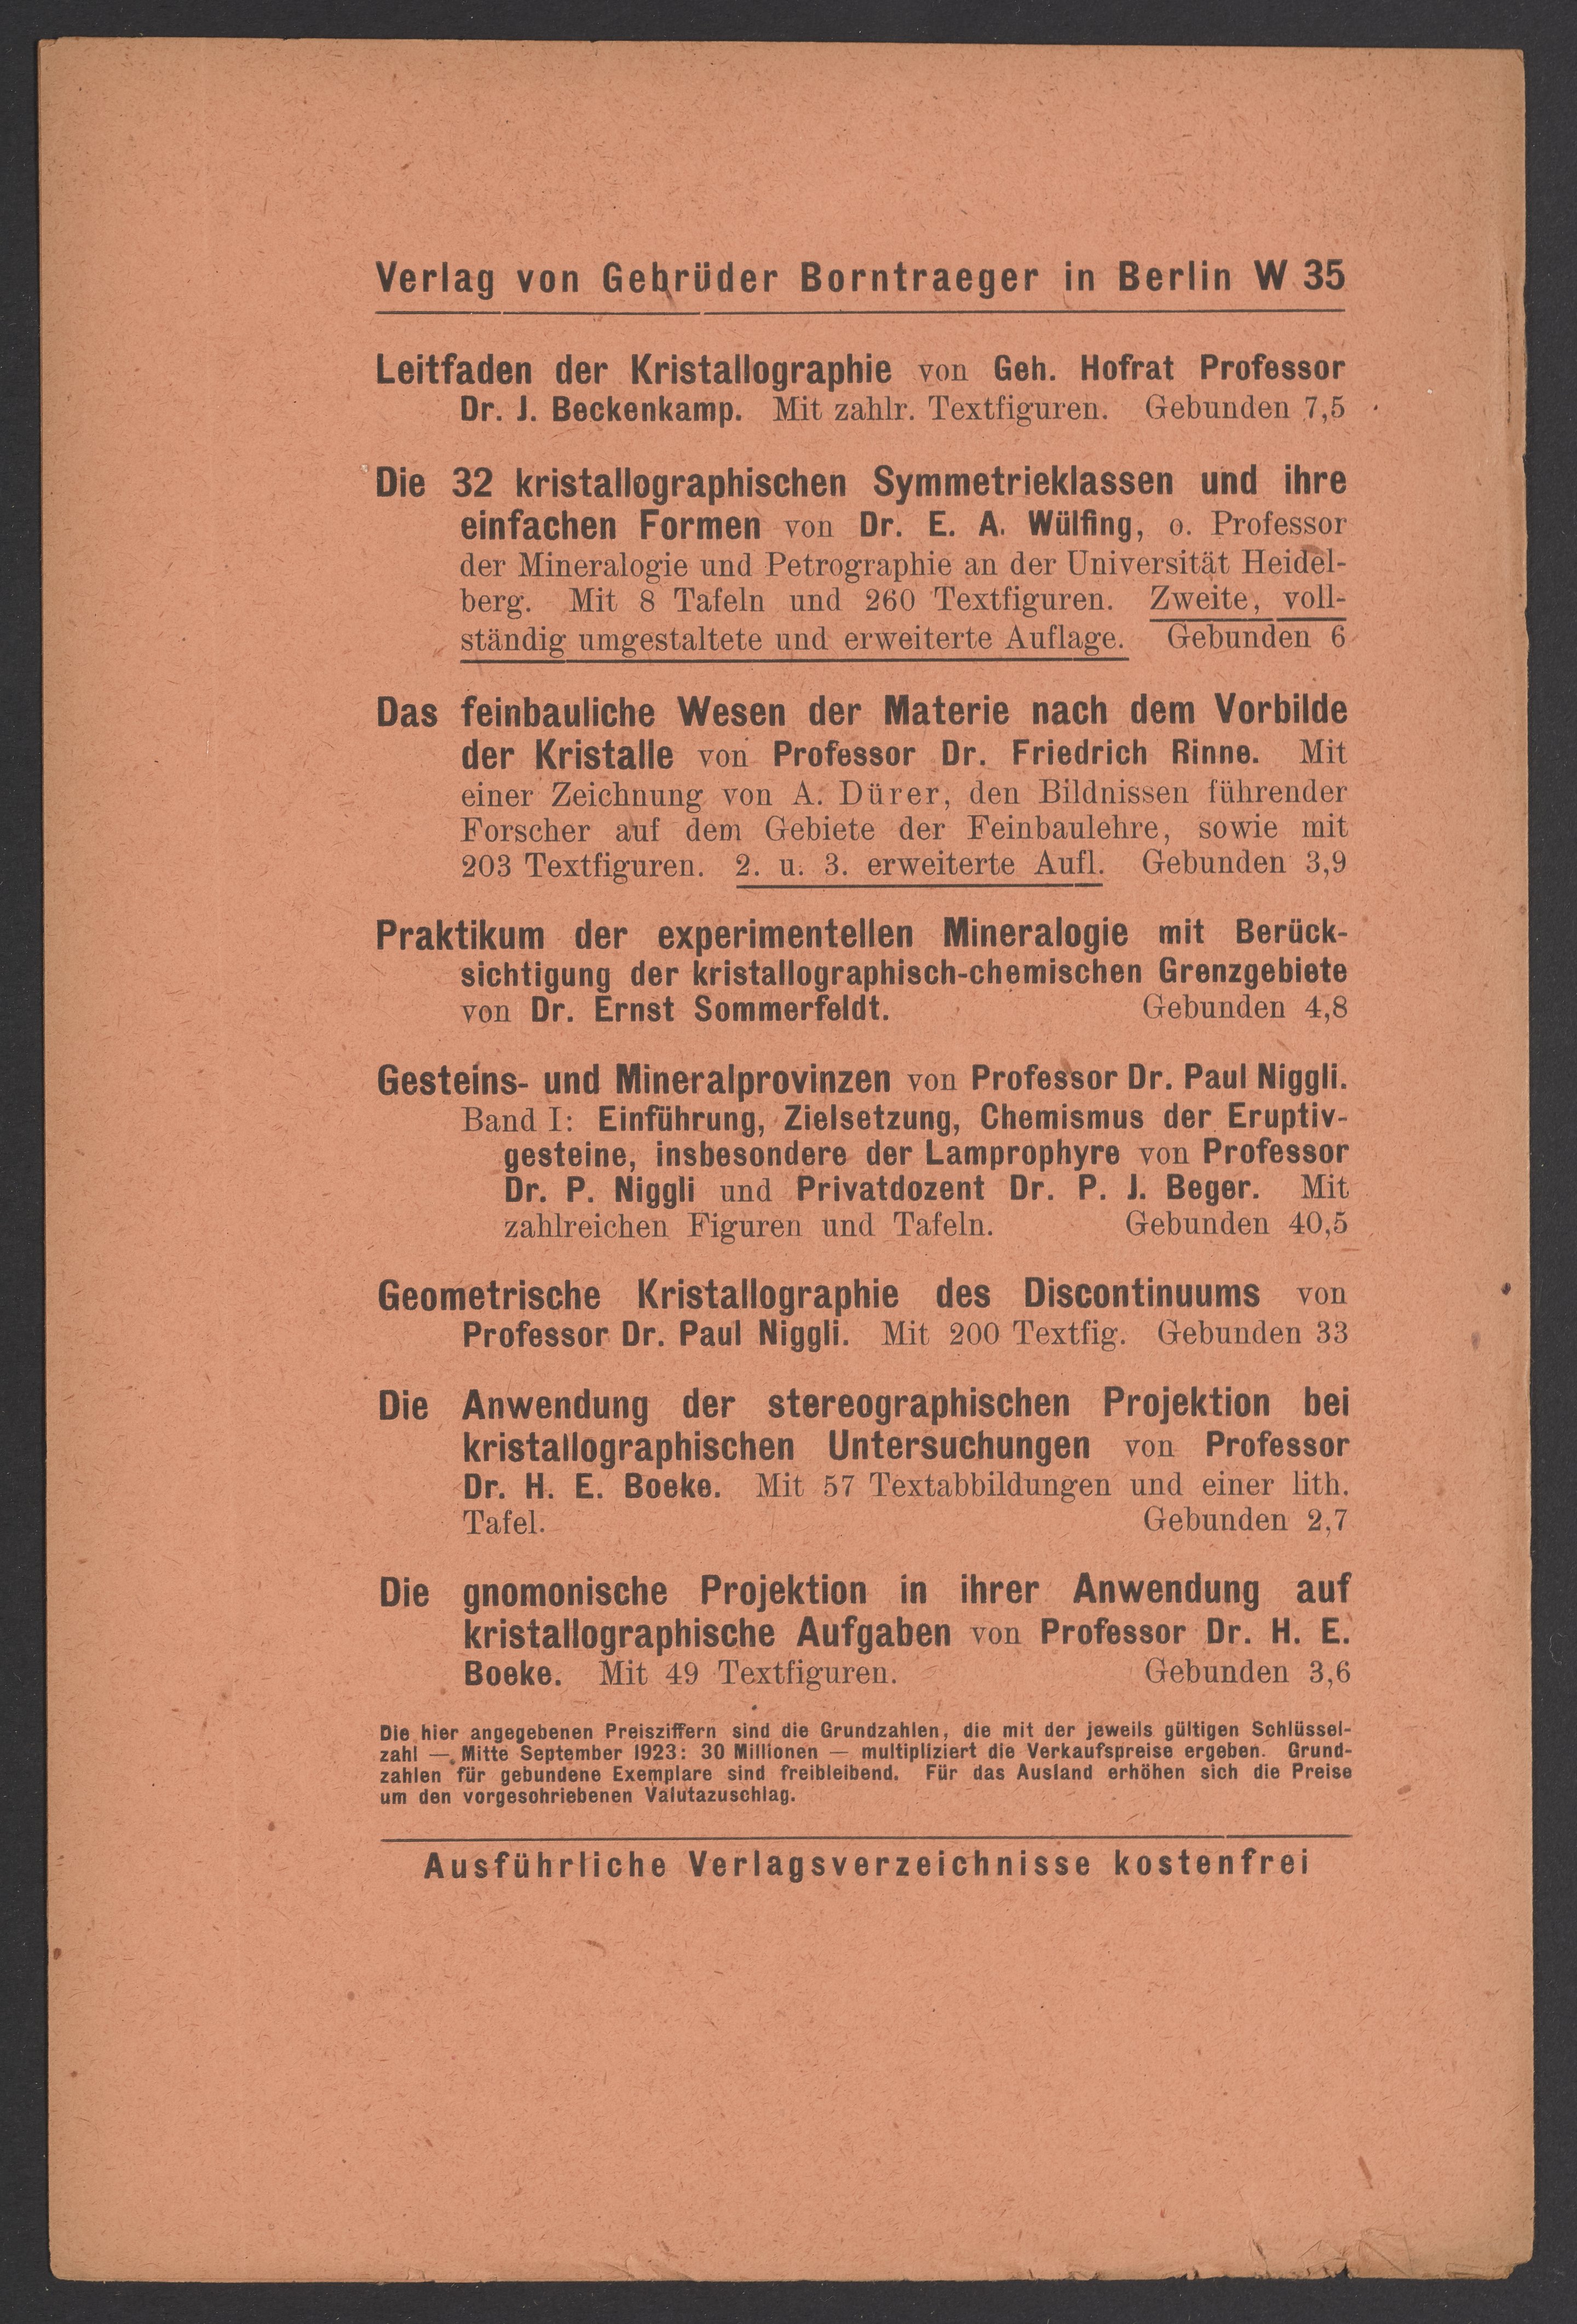 Verlag von Gebrüder Borntraeger in Berlin W 35
Leitfaden der Kristallographie von Geh. Hofrat Professor
Dr. J. Beckenkamp. Mit zahlr. Textfiguren. Gebunden 7,5
Die 32 kristallographischen Symmetrieklassen und ihre
einfachen Formen von Dr. E. A. Wülfing, o. Professor
der Mineralogie und Petrographie an der Universität Heidel-
berg. Mit 8 Tafeln und 260 Textfiguren. Zweite, voll-
ständig umgestaltete und erweiterte Auflage. Gebunden 6
Das feinbauliche Wesen der Materie nach dem Vorbilde
der Kristalle von Professor Dr. Friedrich Rinne. Mit
einer Zeichnung von A. Dürer, den Bildnissen führender
Forscher auf dem Gebiete der Feinbaulehre, sowie mit
203 Textfiguren. 2. u. 3. erweiterte Aufl. Gebunden 3,9
Praktikum der experimentellen Mineralogie mit Berück-
sichtigung der kristallographisch-chemischen Grenzgebiete
von Dr. Ernst Sommerfeldt. Gebunden 4,8
Gesteins- und Mineralprovinzen von Professor Dr. Paul Niggli.
Band I: Einführung, Zielsetzung, Chemismus der Eruptiv-
gesteine, insbesondere der Lamprophyre von Professor
Dr. P. Niggli und Privatdozent Dr. P. J. Beger. Mit
zahlreichen Figuren und Tafeln. Gebunden 40,5
Geometrische Kristallographie des Discontinuums von
Professor Dr. Paul Niggli. Mit 200 Textfig. Gebunden 33
Die Anwendung der stereographischen Projektion bei
kristallographischen Untersuchungen von Professor
Dr. H. E. Boeke. Mit 57 Textabbildungen und einer lith.
Tafel. Gebunden 2,7
Die gnomonische Projektion in ihrer Anwendung auf
kristallographische Aufgaben von Professor Dr. H. E.
Boeke. Mit 49 Textfiguren. Gebunden 3,6
Die hier angegebenen Preisziffern sind die Grundzahlen, die mit der jeweils gültigen Schlüssel-
zahl — Mitte September 1923: 30 Millionen — multipliziert die Verkaufspreise ergeben. Grund-
zahlen für gebundene Exemplare sind freibleibend. Für das Ausland erhöhen sich die Preise
um den vorgesohriebenen Valutazuschlag.
Ausführliche Verlagsverzeichnisse kostenfrei